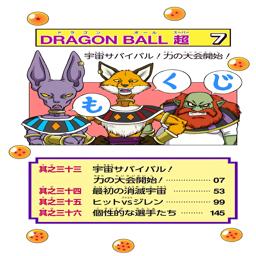 DRAGON BALL 超 7
宇宙サバイバル！力の大会開始！
もくじ
其之三十三 宇宙サバイバル！
力の大会開始！ 07
其之三十四 最初の消滅宇宙 53
其之三十五 ヒットvsジレン 99
其之三十六 個性的な選手たち 145